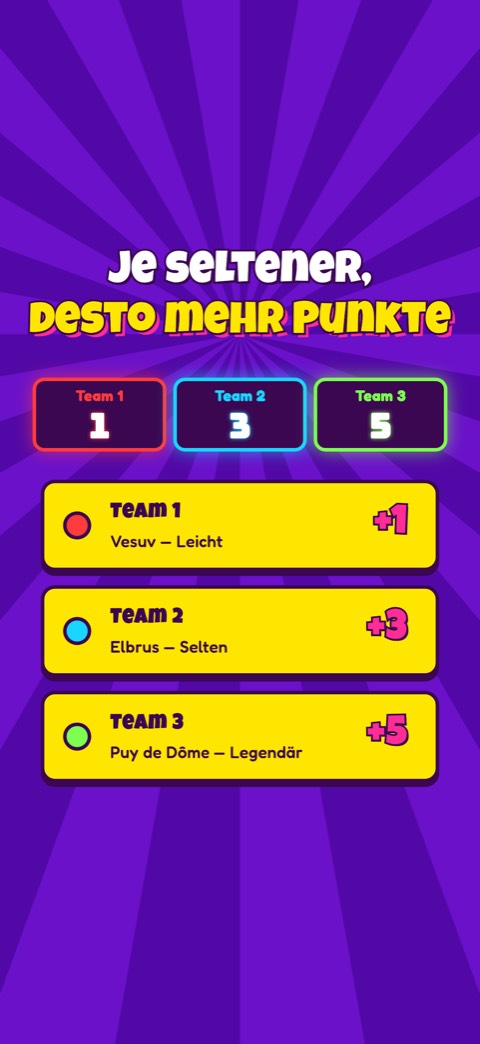 Je seltener,
desto mehr Punkte
Team 1
1
Team 2
3
Team 3
5
Team 1
Vesuv – Leicht
+1
Team 2
Elbrus – Selten
+3
Team 3
Puy de Dôme – Legendär
+5